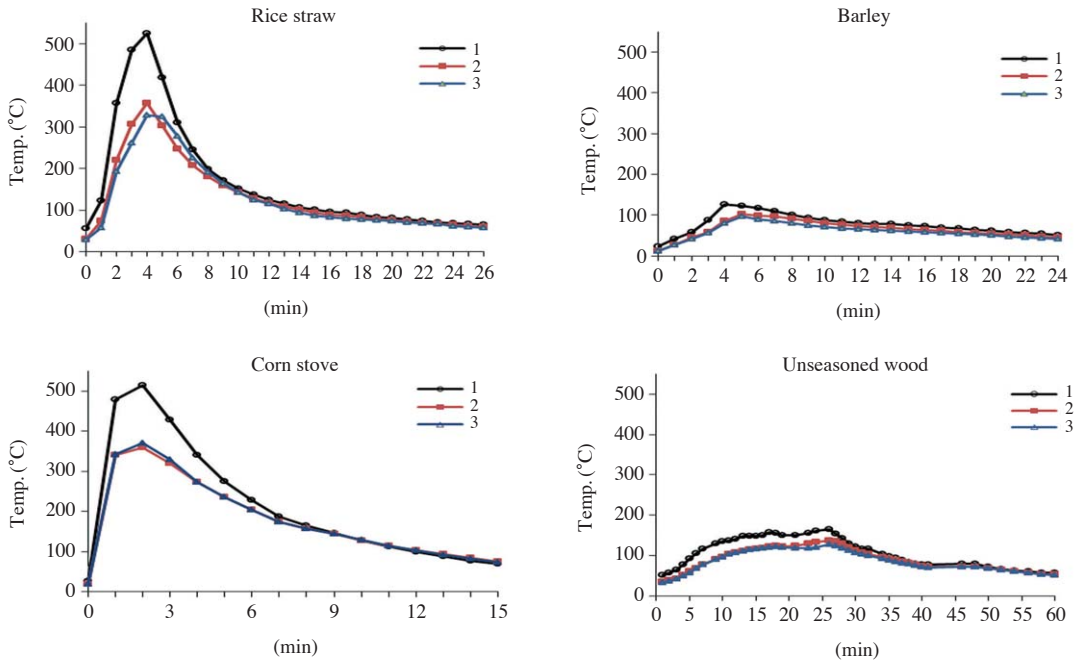 Rice straw
500
400
300
200
100
0
Temp. (°C)
1
2
3
0 2 4 6 8 10 12 14 16 18 20 22 24 26
(min)
Barley
500
400
300
200
100
0
Temp. (°C)
1
2
3
0 2 4 6 8 10 12 14 16 18 20 22 24
(min)
Corn stove
500
400
300
200
100
0
Temp. (°C)
1
2
3
0 3 6 9 12 15
(min)
Unseasoned wood
500
400
300
200
100
0
Temp. (°C)
1
2
3
0 5 10 15 20 25 30 35 40 45 50 55 60
(min)